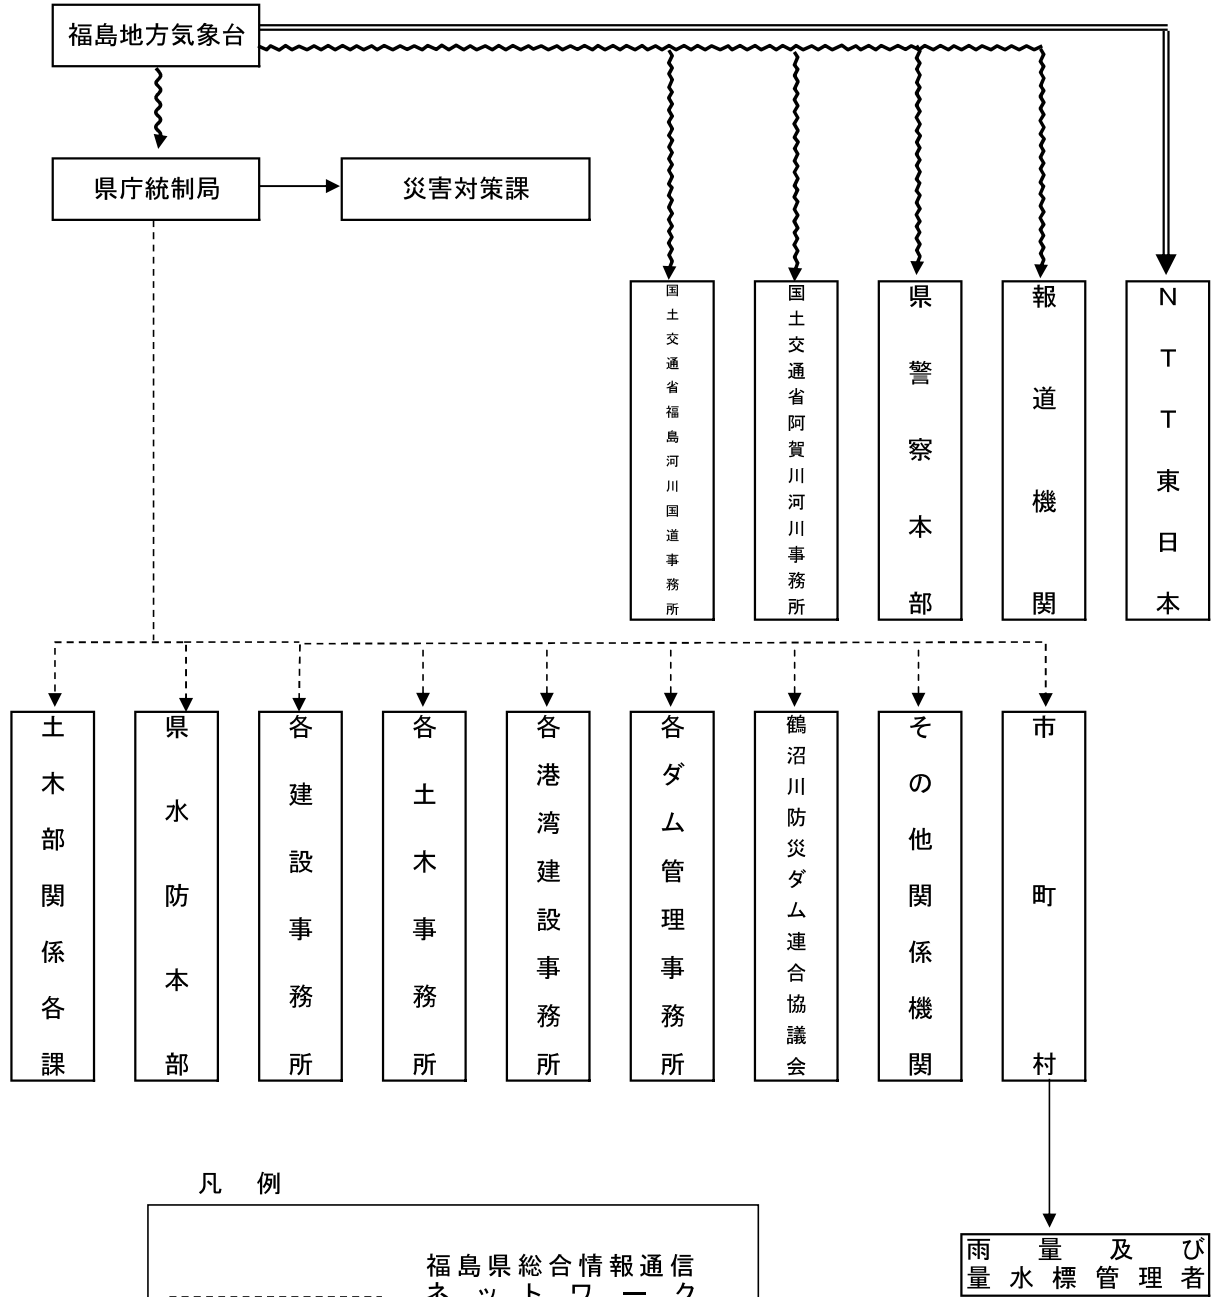 福島地方気象台
県庁統制局
災害対策課
国土交通省福島河川国道事務所
国土交通省阿賀川河川事務所
県警察本部
報道機関
NTT東日本
土木部関係各課
県水防本部
各建設事務所
各土木事務所
各港湾建設事務所
各ダム管理事務所
鶴沼川防災ダム連合協議会
その他関係機関
市町村
雨量及び
量水標管理者
凡 例
福島県総合情報通信
ネットワーク